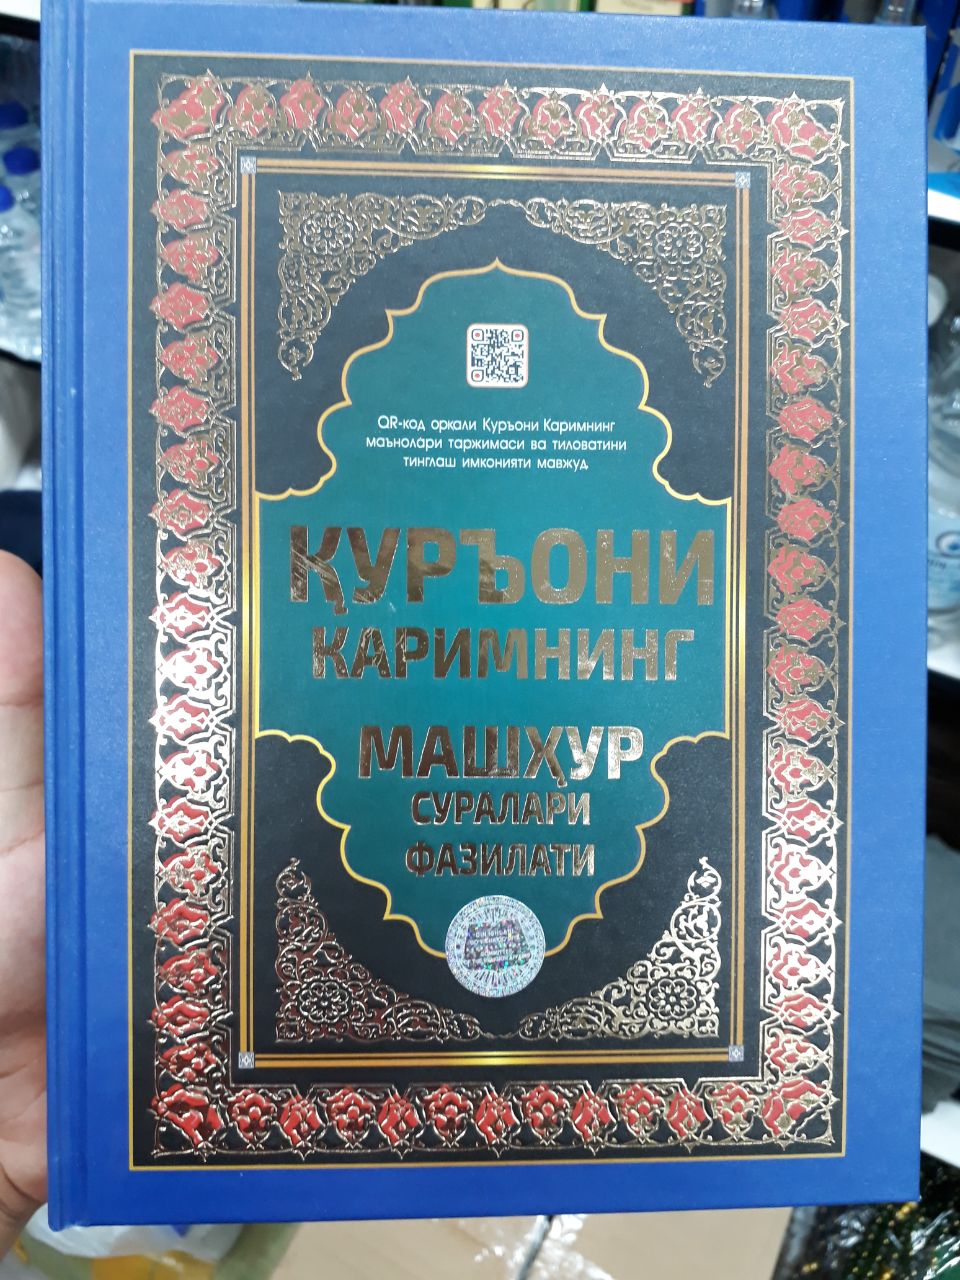 QR-код орқали Қуръони Каримнинг
маънолари таржимаси ва тиловатини
тинглаш имконияти мавжуд
ҚУРЪОНИ
КАРИМНИНГ
МАШҲУР
СУРАЛАРИ
ФАЗИЛАТИ